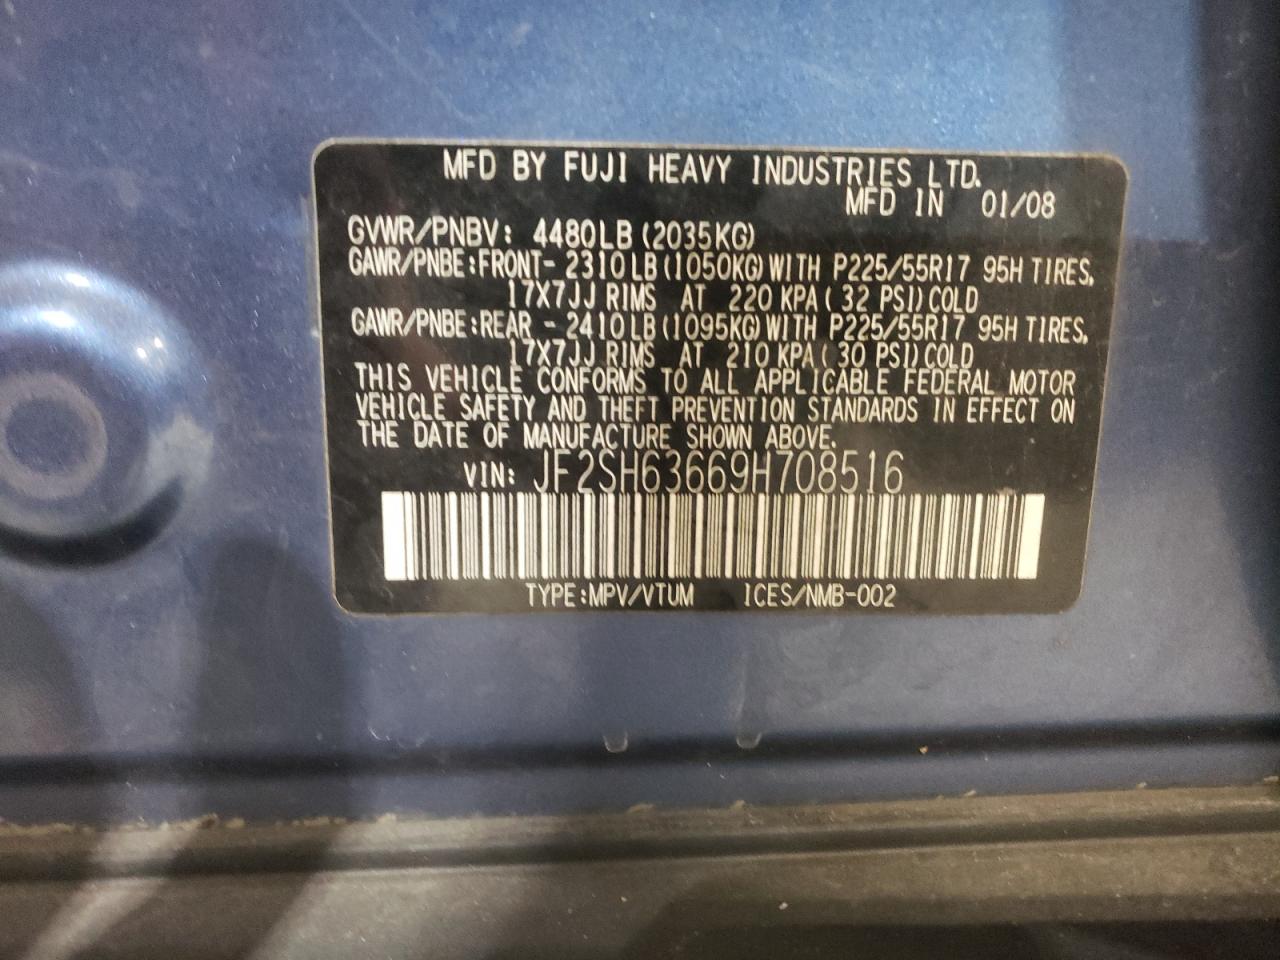 MFD BY FUJI HEAVY INDUSTRIES LTD.
MFD IN 01/08
GVWR/PNBV: 4480LB (2035KG)
GAWR/PNBE:FRONT- 2310LB (1050KG) WITH P225/55R17 95H TIRES,
17X7JJ RIMS AT 220 KPA ( 32 PSI) COLD
GAWR/PNBE:REAR - 2410LB (1095KG) WITH P225/55R17 95H TIRES,
17X7JJ RIMS AT 210 KPA ( 30 PSI) COLD
THIS VEHICLE CONFORMS TO ALL APPLICABLE FEDERAL MOTOR
VEHICLE SAFETY AND THEFT PREVENTION STANDARDS IN EFFECT ON
THE DATE OF MANUFACTURE SHOWN ABOVE.
VIN: JF2SH63669H708516
TYPE:MPV/VTUM ICES/NMB-002